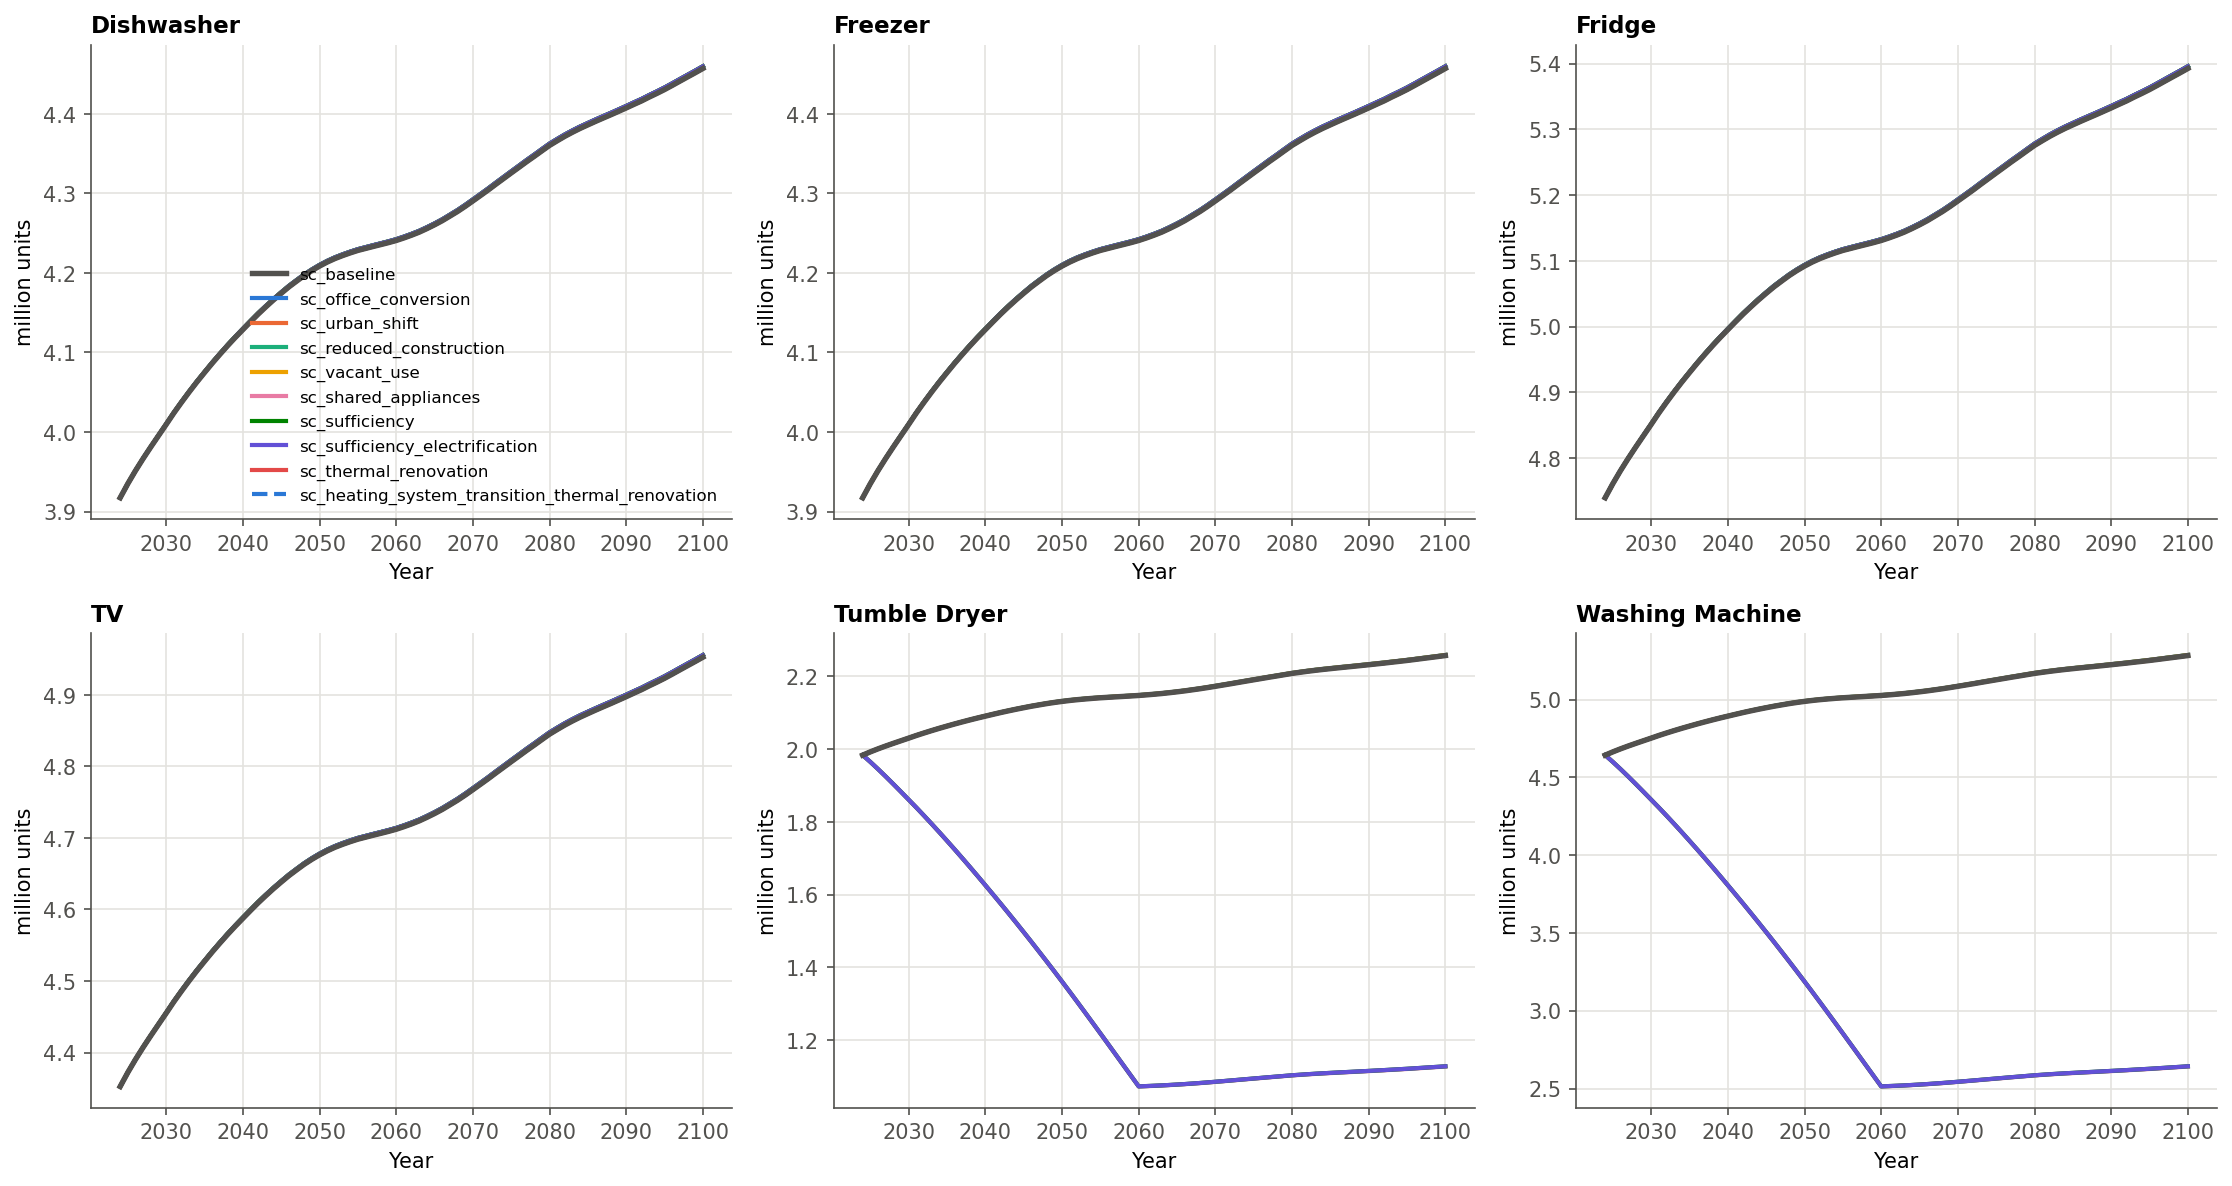 Dishwasher
million units
4.4
4.3
4.2
4.1
4.0
3.9
sc_baseline
sc_office_conversion
sc_urban_shift
sc_reduced_construction
sc_vacant_use
sc_shared_appliances
sc_sufficiency
sc_sufficiency_electrification
sc_thermal_renovation
sc_heating_system_transition_thermal_renovation
2030 2040 2050 2060 2070 2080 2090 2100
Year
Freezer
million units
4.4
4.3
4.2
4.1
4.0
3.9
2030 2040 2050 2060 2070 2080 2090 2100
Year
Fridge
million units
5.4
5.3
5.2
5.1
5.0
4.9
4.8
2030 2040 2050 2060 2070 2080 2090 2100
Year
TV
million units
4.9
4.8
4.7
4.6
4.5
4.4
2030 2040 2050 2060 2070 2080 2090 2100
Year
Tumble Dryer
million units
2.2
2.0
1.8
1.6
1.4
1.2
2030 2040 2050 2060 2070 2080 2090 2100
Year
Washing Machine
million units
5.0
4.5
4.0
3.5
3.0
2.5
2030 2040 2050 2060 2070 2080 2090 2100
Year